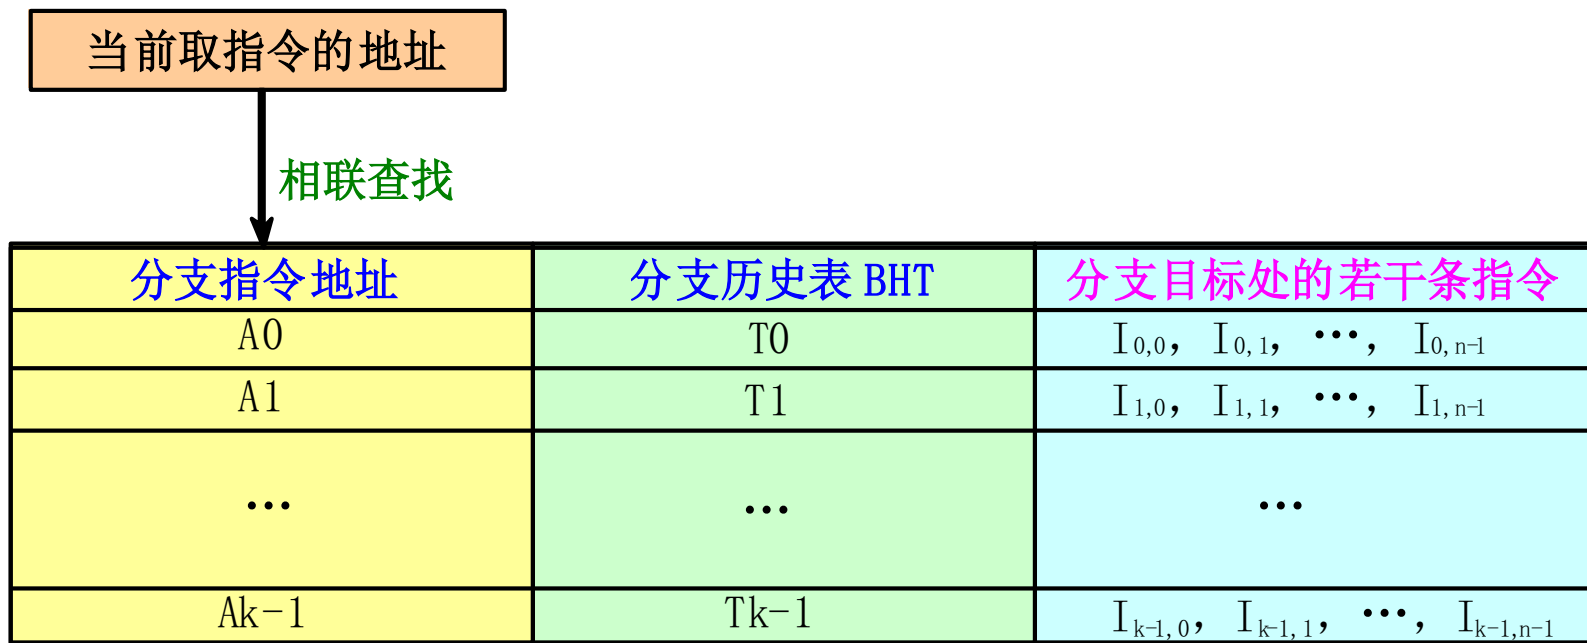 当前取指令的地址
相联查找
分支指令地址 分支历史表 BHT 分支目标处的若干条指令
A0 T0 I0,0, I0,1, …, I0,n-1
A1 T1 I1,0, I1,1, …, I1,n-1
… … …
Ak-1 Tk-1 Ik-1,0, Ik-1,1, …, Ik-1,n-1